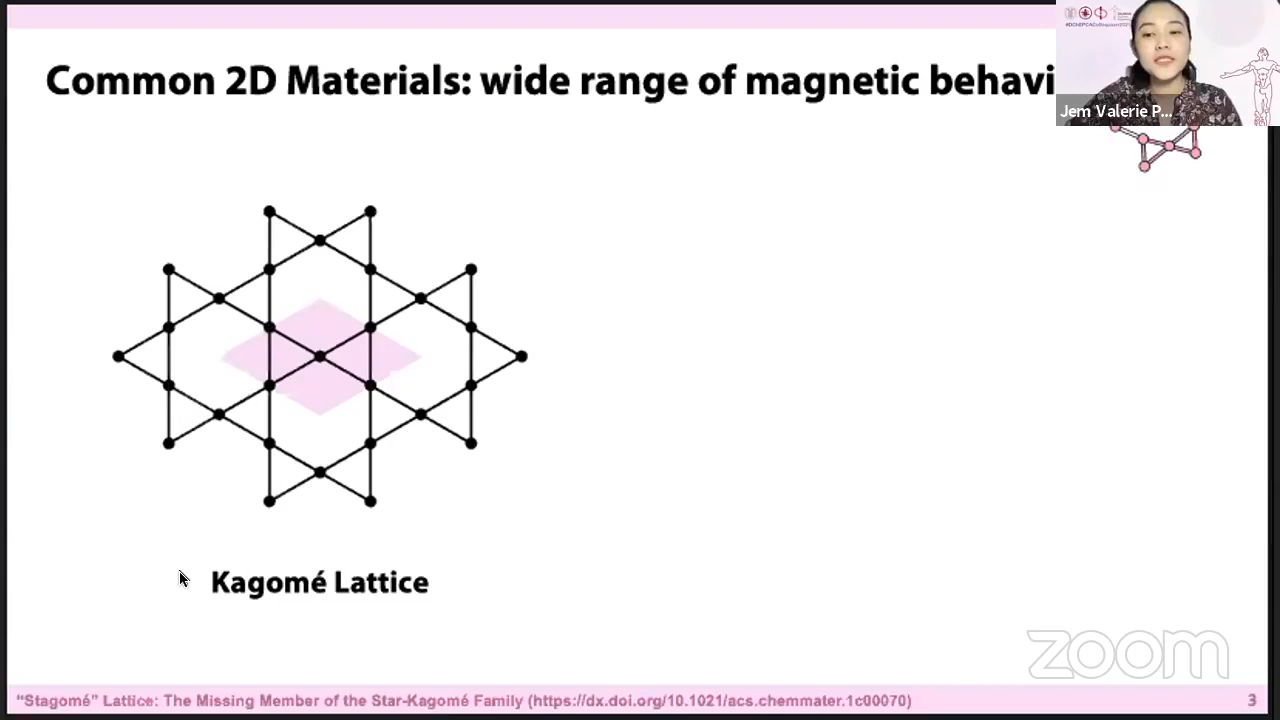 Common 2D Materials: wide range of magnetic behavi
Jem Valerie P...
Kagomé Lattice
zoom
“Stagomé” Lattice: The Missing Member of the Star-Kagomé Family (https://dx.doi.org/10.1021/acs.chemmater.1c00070)
3